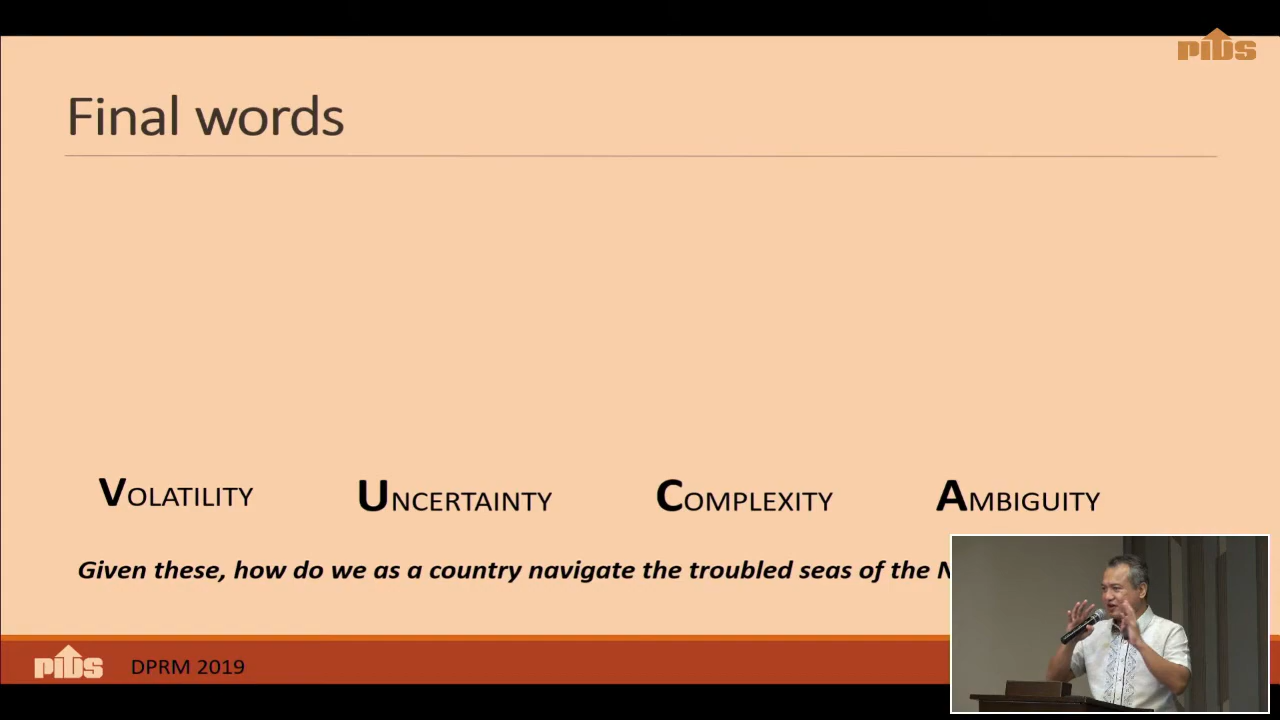 PIDS
Final words
VOLATILITY UNCERTAINTY COMPLEXITY AMBIGUITY
Given these, how do we as a country navigate the troubled seas of the
PIDS DPRM 2019